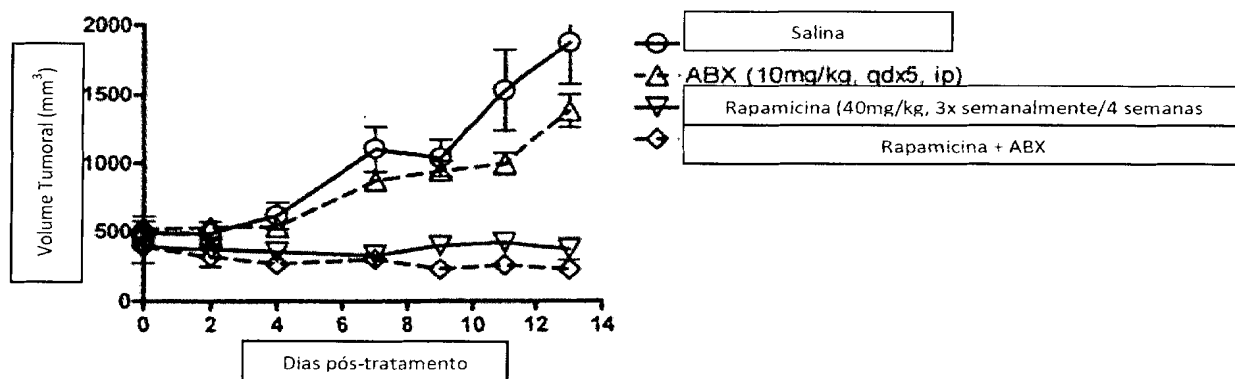 Volume Tumoral (mm³)
2000
1500
1000
500
0
0 2 4 6 8 10 12 14
Dias pós-tratamento
Salina
ABX (10mg/kg, qdx5, ip)
Rapamicina (40mg/kg, 3x semanalmente/4 semanas
Rapamicina + ABX